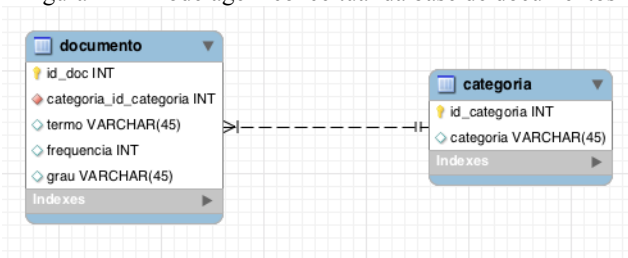 documento
id_doc INT
categoria_id_categoria INT
termo VARCHAR(45)
frequencia INT
grau VARCHAR(45)
Indexes
categoria
id_categoria INT
categoria VARCHAR(45)
Indexes